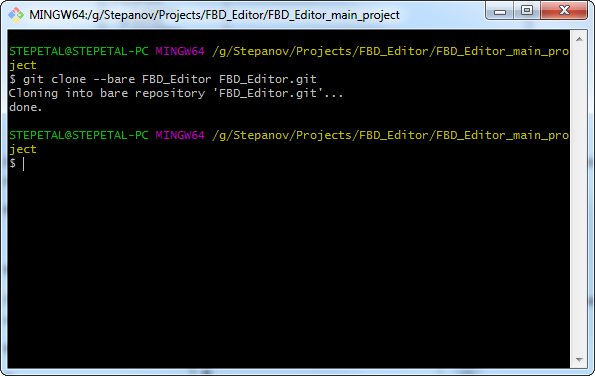 MINGW64:/g/Stepanov/Projects/FBD_Editor/FBD_Editor_main_project
STEPETAL@STEPETAL-PC MINGW64 /g/Stepanov/Projects/FBD_Editor/FBD_Editor_main_pro
ject
$ git clone --bare FBD_Editor FBD_Editor.git
Cloning into bare repository 'FBD_Editor.git'...
done.
STEPETAL@STEPETAL-PC MINGW64 /g/Stepanov/Projects/FBD_Editor/FBD_Editor_main_pro
ject
$